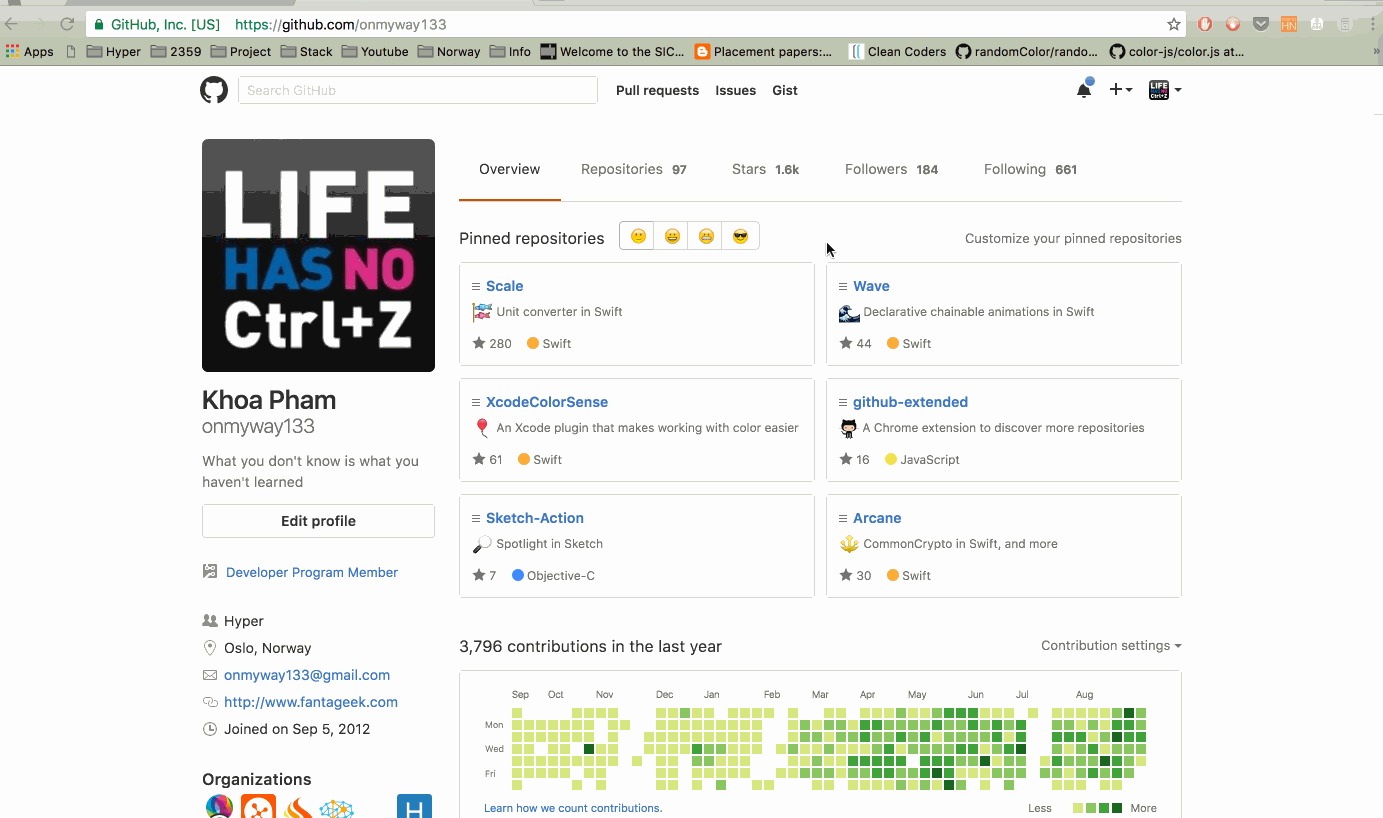 GitHub, Inc. [US] https://github.com/onmyway133
Apps Hyper 2359 Project Stack Youtube Norway Info Welcome to the SIC... Placement papers:... Clean Coders randomColor/rando... color-js/color.js at... »
Search GitHub Pull requests Issues Gist
LIFE
HAS NO
Ctrl+Z
Overview Repositories 97 Stars 1.6k Followers 184 Following 661
Pinned repositories Customize your pinned repositories
Scale
Unit converter in Swift
280 Swift
Wave
Declarative chainable animations in Swift
44 Swift
XcodeColorSense
An Xcode plugin that makes working with color easier
61 Swift
github-extended
A Chrome extension to discover more repositories
16 JavaScript
Sketch-Action
Spotlight in Sketch
7 Objective-C
Arcane
CommonCrypto in Swift, and more
30 Swift
Khoa Pham
onmyway133
What you don't know is what you
haven't learned
Edit profile
Developer Program Member
Hyper
Oslo, Norway
onmyway133@gmail.com
http://www.fantageek.com
Joined on Sep 5, 2012
Organizations
H
3,796 contributions in the last year Contribution settings
Sep Oct Nov Dec Jan Feb Mar Apr May Jun Jul Aug
Mon
Wed
Fri
Learn how we count contributions. Less More